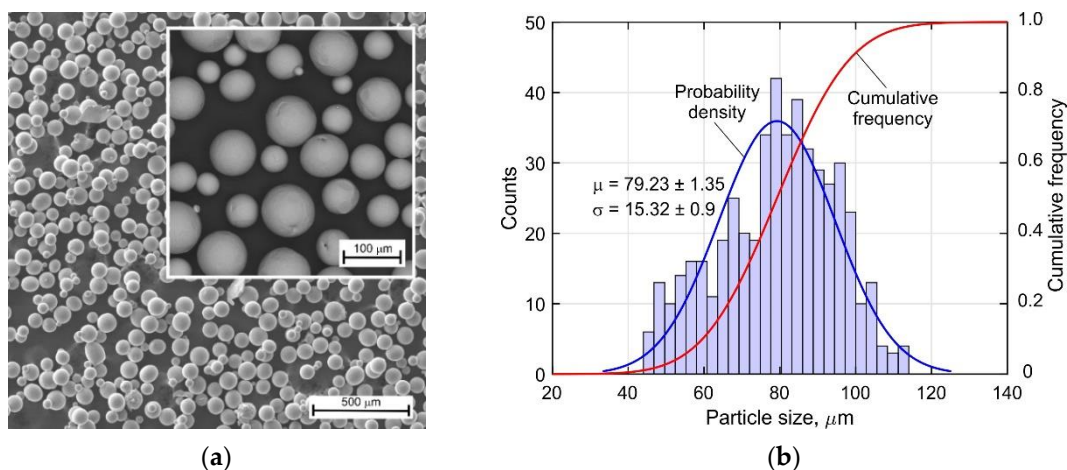 100 μm
500 μm
(a)
50
40
30
20
10
0
Counts
1.0
0.8
0.6
0.4
0.2
0
Cumulative frequency
Probability
density
Cumulative
frequency
μ = 79.23 ± 1.35
σ = 15.32 ± 0.9
20 40 60 80 100 120 140
Particle size, μm
(b)